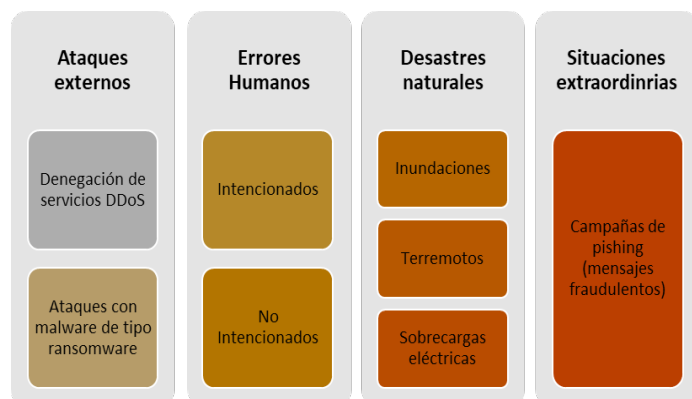 Ataques
externos
Denegación de
servicios DDoS
Ataques con
malware de tipo
ransomware
Errores
Humanos
Intencionados
No
Intencionados
Desastres
naturales
Inundaciones
Terremotos
Sobrecargas
eléctricas
Situaciones
extraordinrias
Campañas de
pishing
(mensajes
fraudulentos)